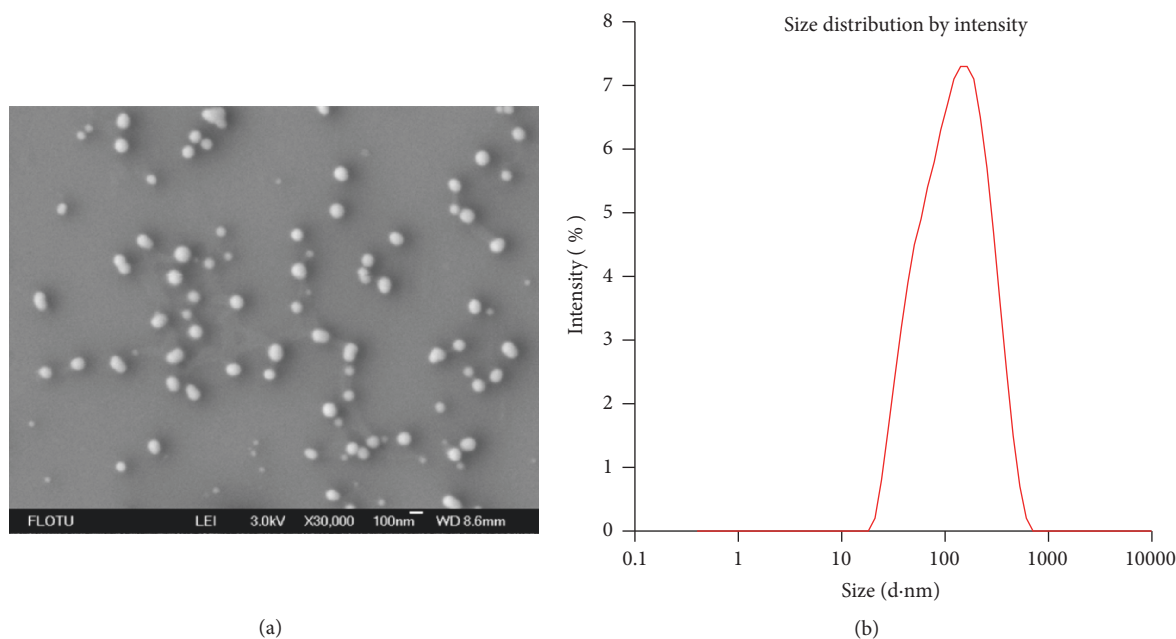 FLOTU LEI 3.0kV X30,000 100nm WD 8.6mm
(a)
Size distribution by intensity
8
7
6
5
4
3
2
1
0
Intensity ( % )
0.1 1 10 100 1000 10000
Size (d·nm)
(b)